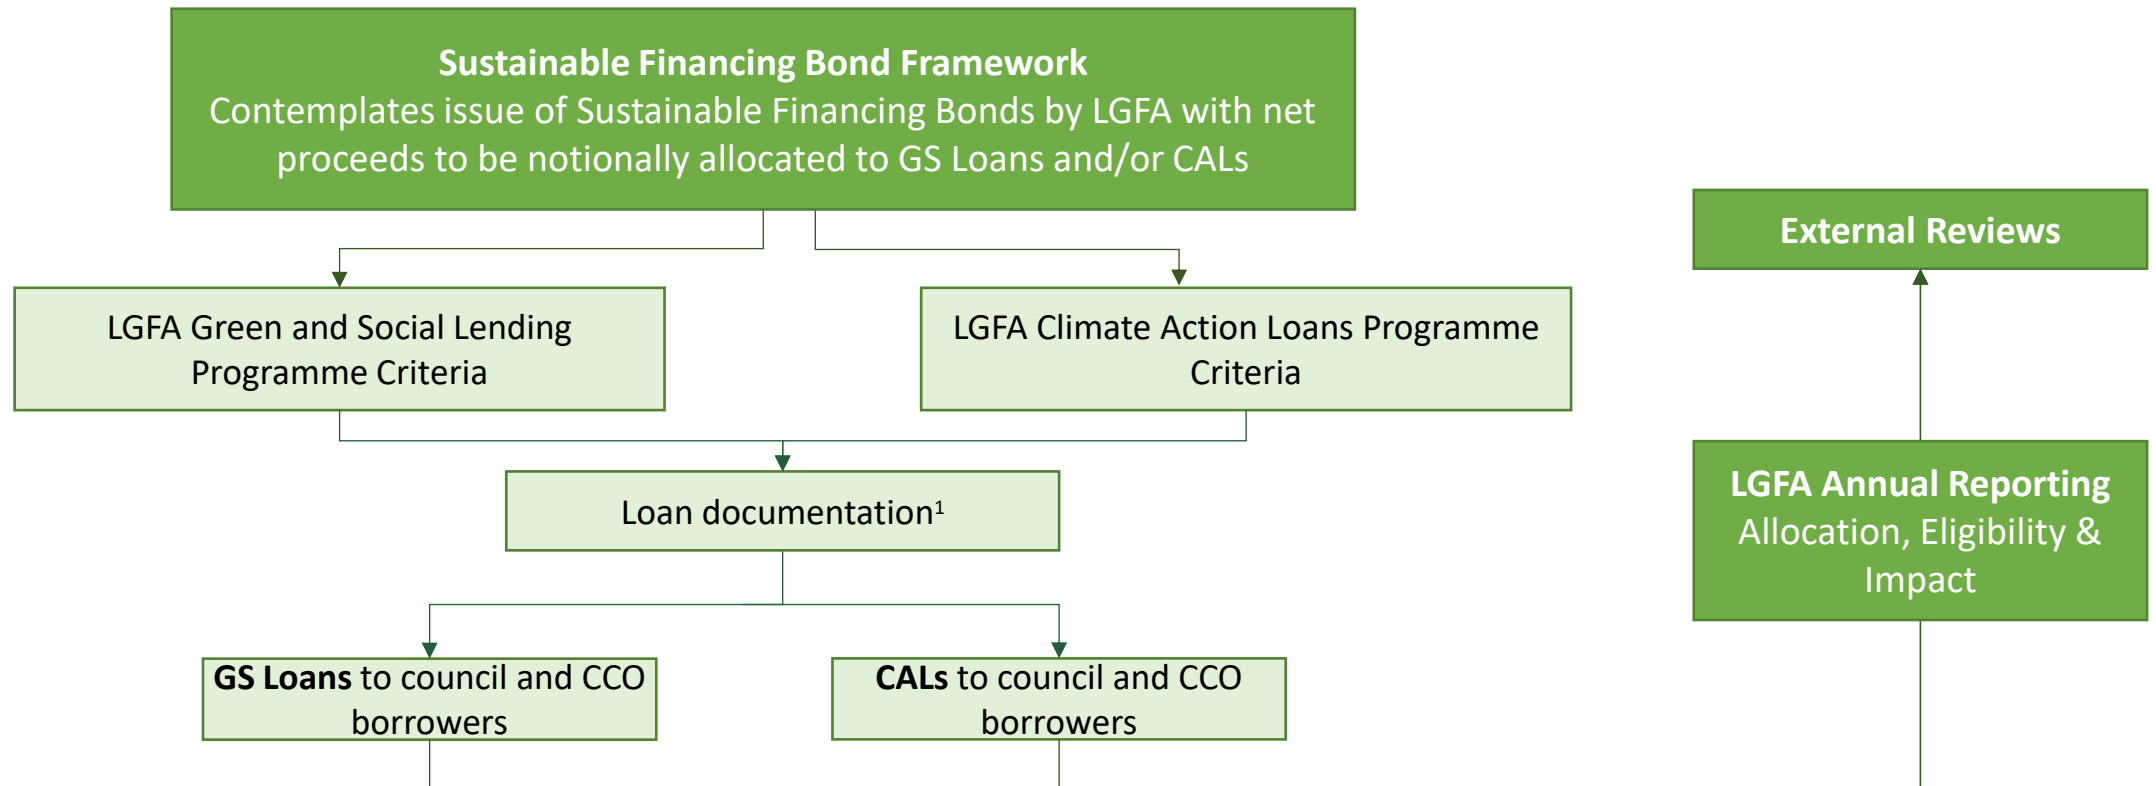 Sustainable Financing Bond Framework
Contemplates issue of Sustainable Financing Bonds by LGFA with net
proceeds to be notionally allocated to GS Loans and/or CALs
External Reviews
LGFA Green and Social Lending
Programme Criteria
LGFA Climate Action Loans Programme
Criteria
LGFA Annual Reporting
Allocation, Eligibility &
Impact
Loan documentation¹
GS Loans to council and CCO
borrowers
CALs to council and CCO
borrowers